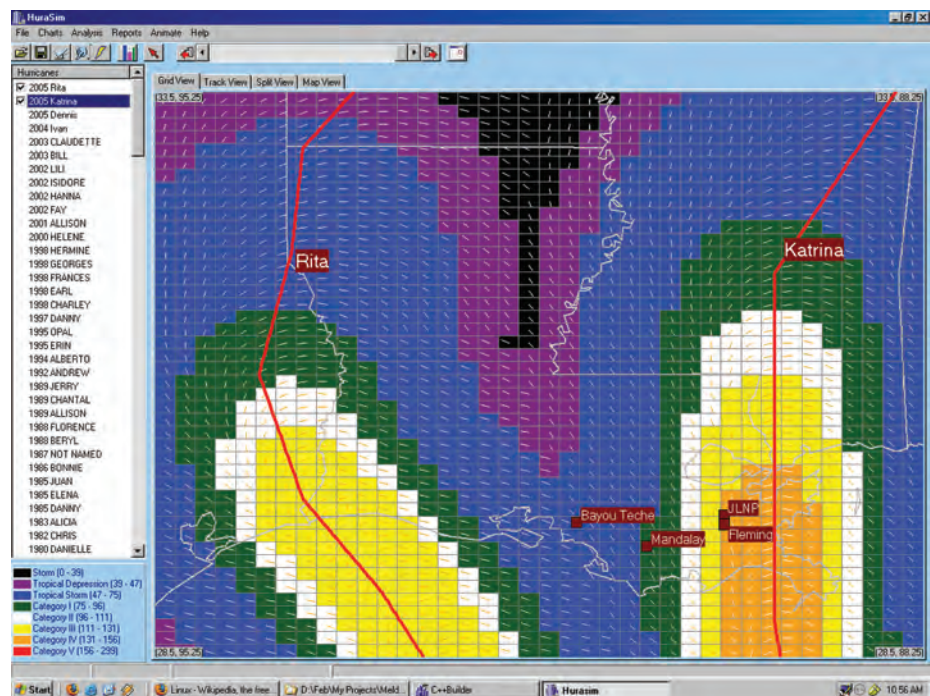 HuraSim
File Charts Analysis Reports Animate Help
Hurricanes
2005 Rita
2005 Katrina
2005 Dennis
2004 Ivan
2003 CLAUDETTE
2003 BILL
2002 LILI
2002 ISIDORE
2002 HANNA
2002 FAY
2001 ALLISON
2000 HELENE
1998 HERMINE
1998 GEORGES
1998 FRANCES
1998 EARL
1998 CHARLEY
1997 DANNY
1995 OPAL
1995 ERIN
1994 ALBERTO
1992 ANDREW
1989 JERRY
1989 CHANTAL
1989 ALLISON
1988 FLORENCE
1988 BERYL
1987 NOT NAMED
1986 BONNIE
1985 JUAN
1985 ELENA
1985 DANNY
1983 ALICIA
1982 CHRIS
1980 DANIELLE
Storm (0 - 39)
Tropical Depression (39 - 47)
Tropical Storm (47 - 75)
Category I (75 - 96)
Category II (96 - 111)
Category III (111 - 131)
Category IV (131 - 156)
Category V (156 - 299)
Grid View Track View Split View Map View
(33.5, 95.25) (33.5, 88.25)
Rita
Katrina
Bayou Teche
JLNP
Fleming
Mandalay
(28.5, 95.25) (28.5, 88.25)
Start Linux - Wikipedia, the free... D:\Feb\My Projects\Meld... C++Builder Hurasim 10:56 AM